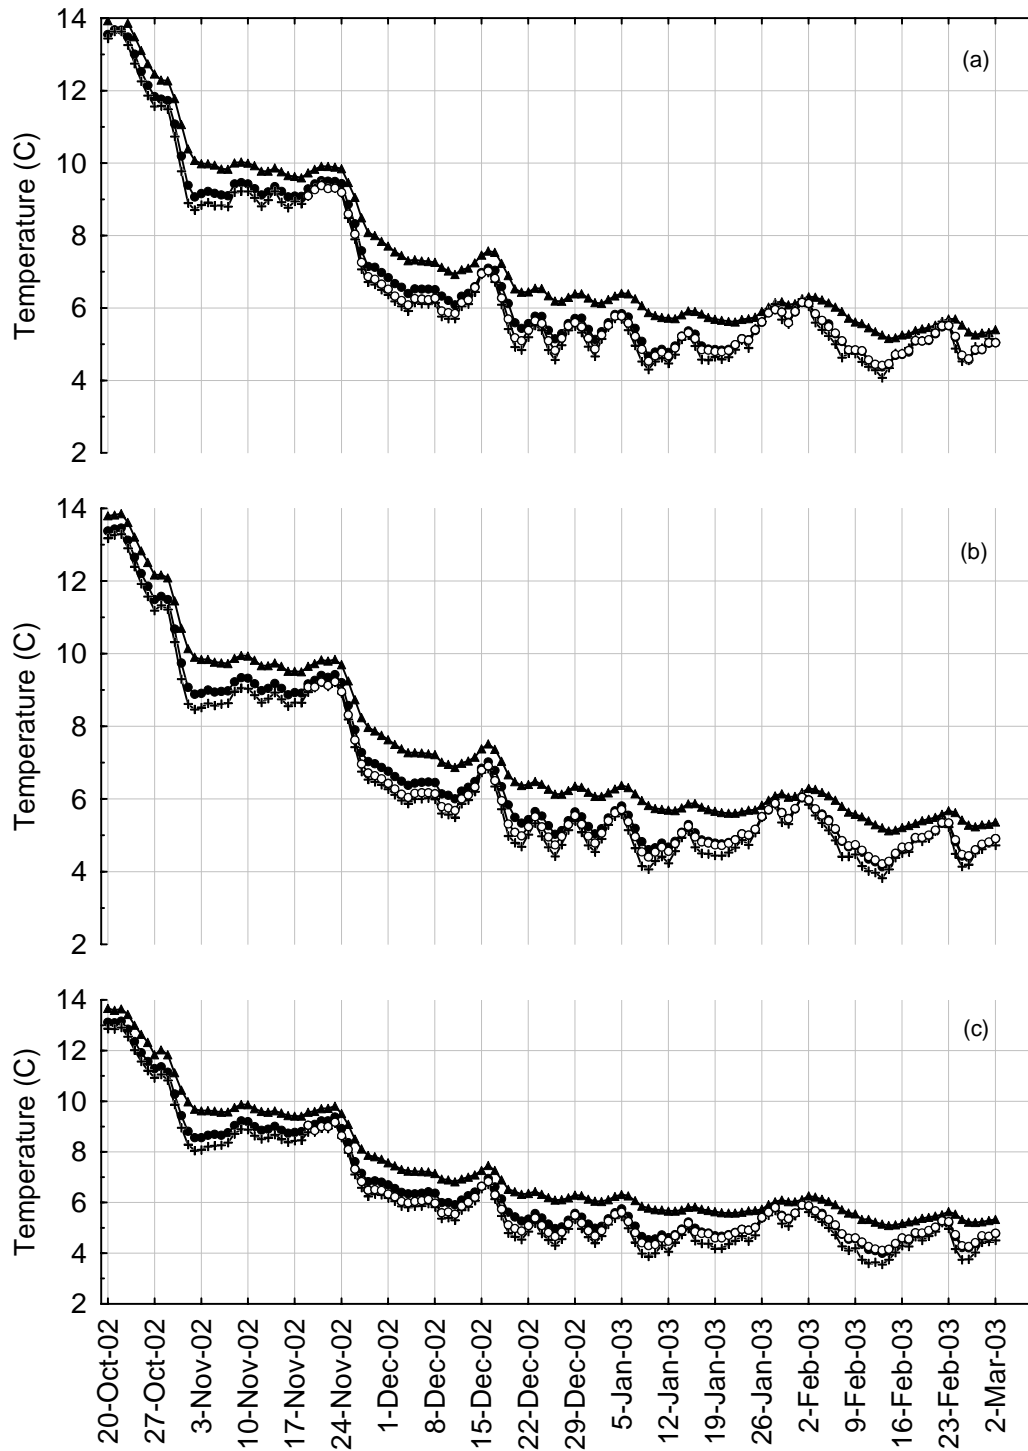 14
(a)
12
10
8
6
4
2
Temperature (C)
14
(b)
12
10
8
6
4
2
Temperature (C)
14
(c)
12
10
8
6
4
2
Temperature (C)
20-Oct-02
27-Oct-02
3-Nov-02
10-Nov-02
17-Nov-02
24-Nov-02
1-Dec-02
8-Dec-02
15-Dec-02
22-Dec-02
29-Dec-02
5-Jan-03
12-Jan-03
19-Jan-03
26-Jan-03
2-Feb-03
9-Feb-03
16-Feb-03
23-Feb-03
2-Mar-03